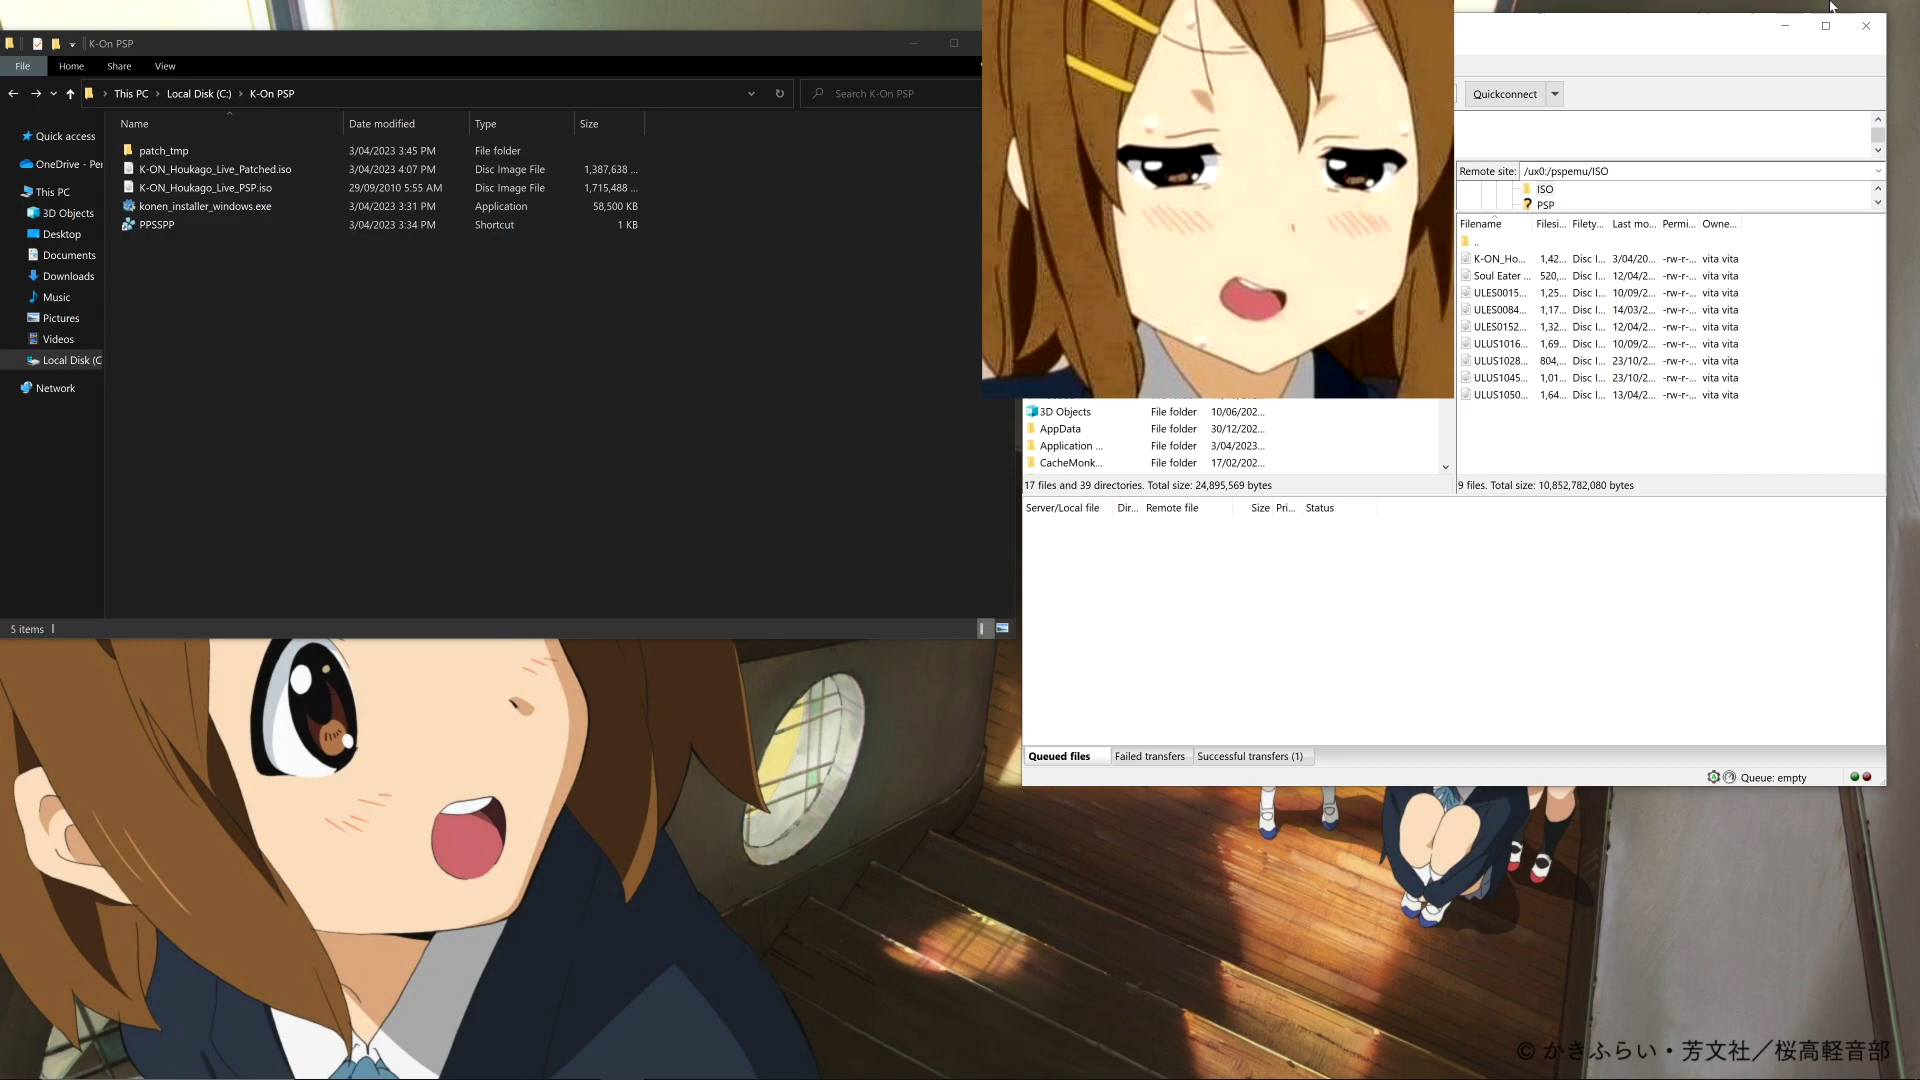 K-On PSP
File Home Share View
This PC Local Disk (C:) K-On PSP
Search K-On PSP
Name Date modified Type Size
patch_tmp 3/04/2023 3:45 PM File folder
K-ON_Houkago_Live_Patched.iso 3/04/2023 4:07 PM Disc Image File 1,387,638 ...
K-ON_Houkago_Live_PSP.iso 29/09/2010 5:55 AM Disc Image File 1,715,488 ...
konen_installer_windows.exe 3/04/2023 3:31 PM Application 58,500 KB
PPSSPP 3/04/2023 3:34 PM Shortcut 1 KB
Quick access
OneDrive - Per
This PC
3D Objects
Desktop
Documents
Downloads
Music
Pictures
Videos
Local Disk (C
Network
5 items
Quickconnect
Remote site: /ux0:/pspemu/ISO
ISO
PSP
Filename Filesi... Filety... Last mo... Permi... Owne...
..
K-ON_Ho... 1,42... Disc I... 3/04/20... -rw-r-... vita vita
Soul Eater ... 520,... Disc I... 12/04/2... -rw-r-... vita vita
ULES0015... 1,25... Disc I... 10/09/2... -rw-r-... vita vita
ULES0084... 1,17... Disc I... 14/03/2... -rw-r-... vita vita
ULES0152... 1,32... Disc I... 12/04/2... -rw-r-... vita vita
ULUS1016... 1,69... Disc I... 10/09/2... -rw-r-... vita vita
ULUS1028... 804,... Disc I... 23/10/2... -rw-r-... vita vita
ULUS1045... 1,01... Disc I... 23/10/2... -rw-r-... vita vita
ULUS1050... 1,64... Disc I... 13/04/2... -rw-r-... vita vita
3D Objects File folder 10/06/202...
AppData File folder 30/12/202...
Application ... File folder 3/04/2023...
CacheMonk... File folder 17/02/202...
17 files and 39 directories. Total size: 24,895,569 bytes
9 files. Total size: 10,852,782,080 bytes
Server/Local file Dir... Remote file Size Pri... Status
Queued files Failed transfers Successful transfers (1)
Queue: empty
© かきふらい・芳文社／桜高軽音部